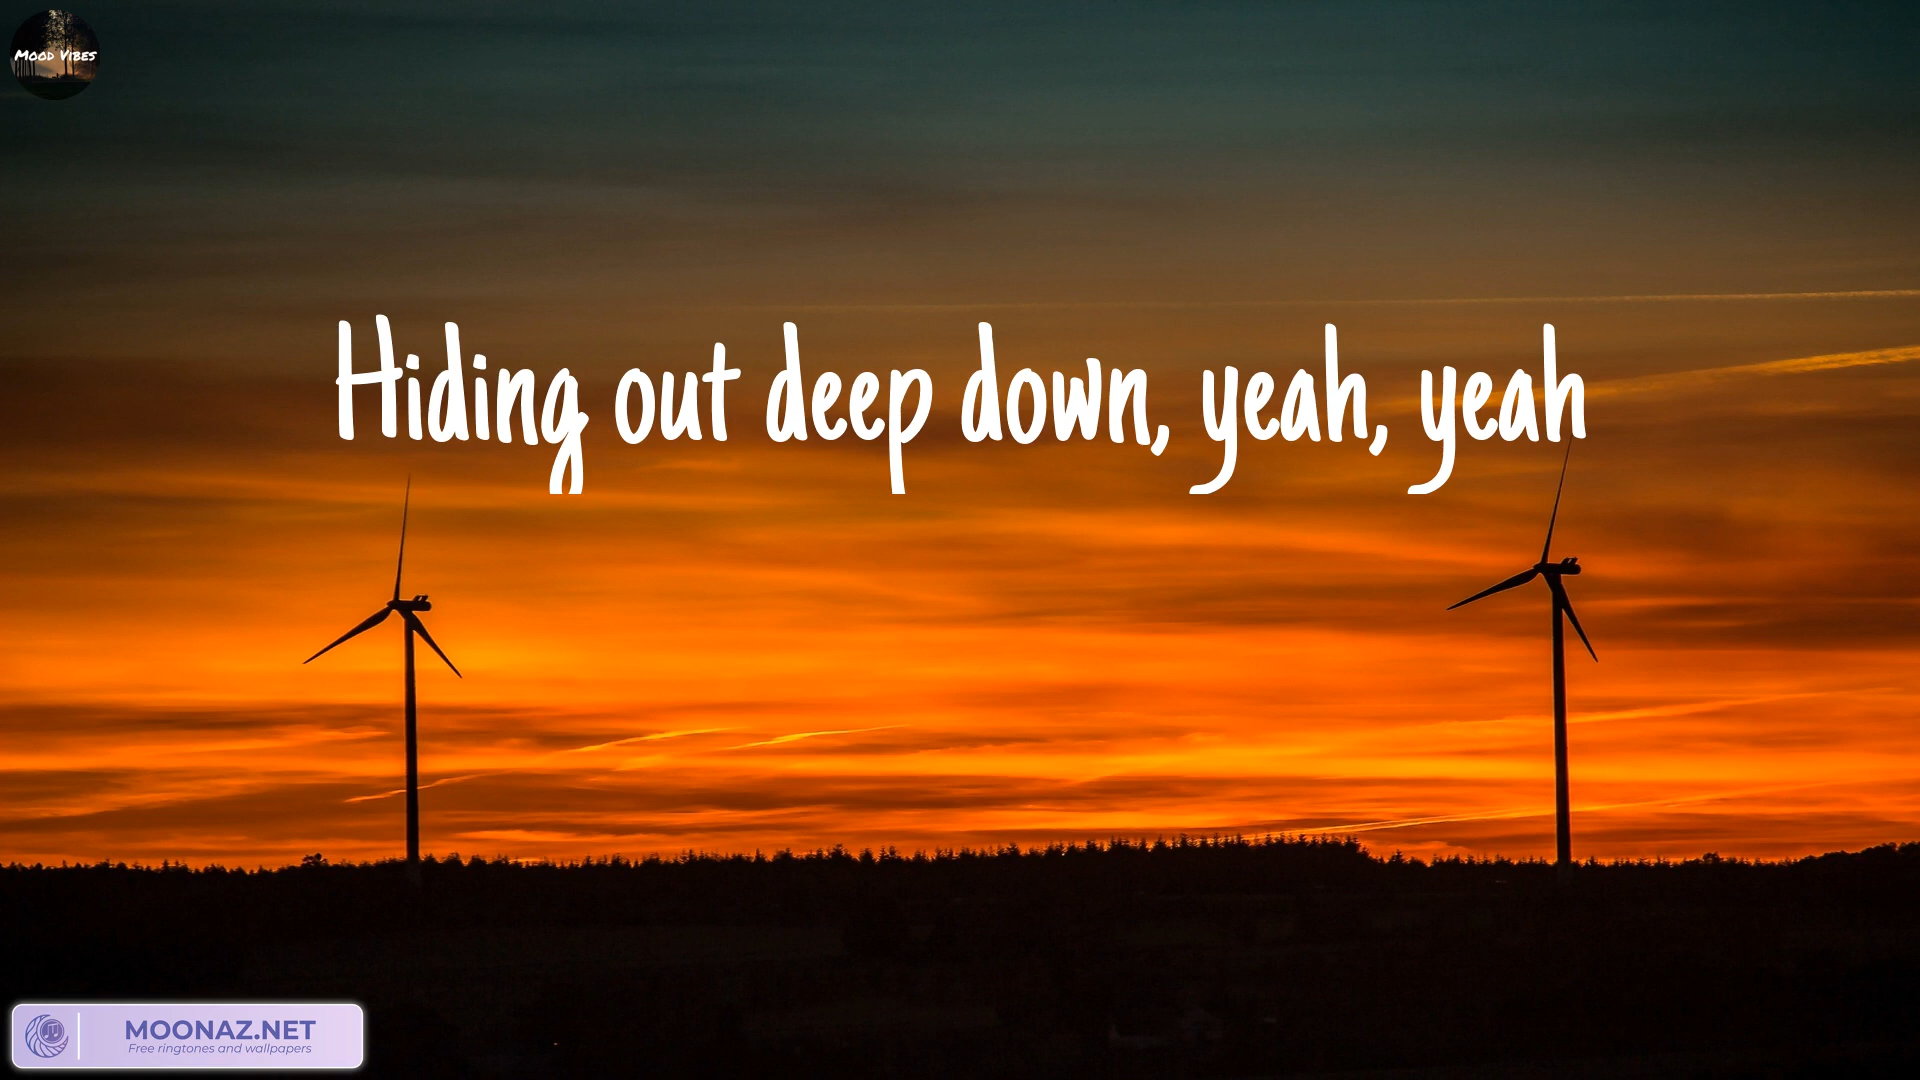 Mood Vibes
Hiding out deep down, yeah, yeah
MOONAZ.NET
Free ringtones and wallpapers